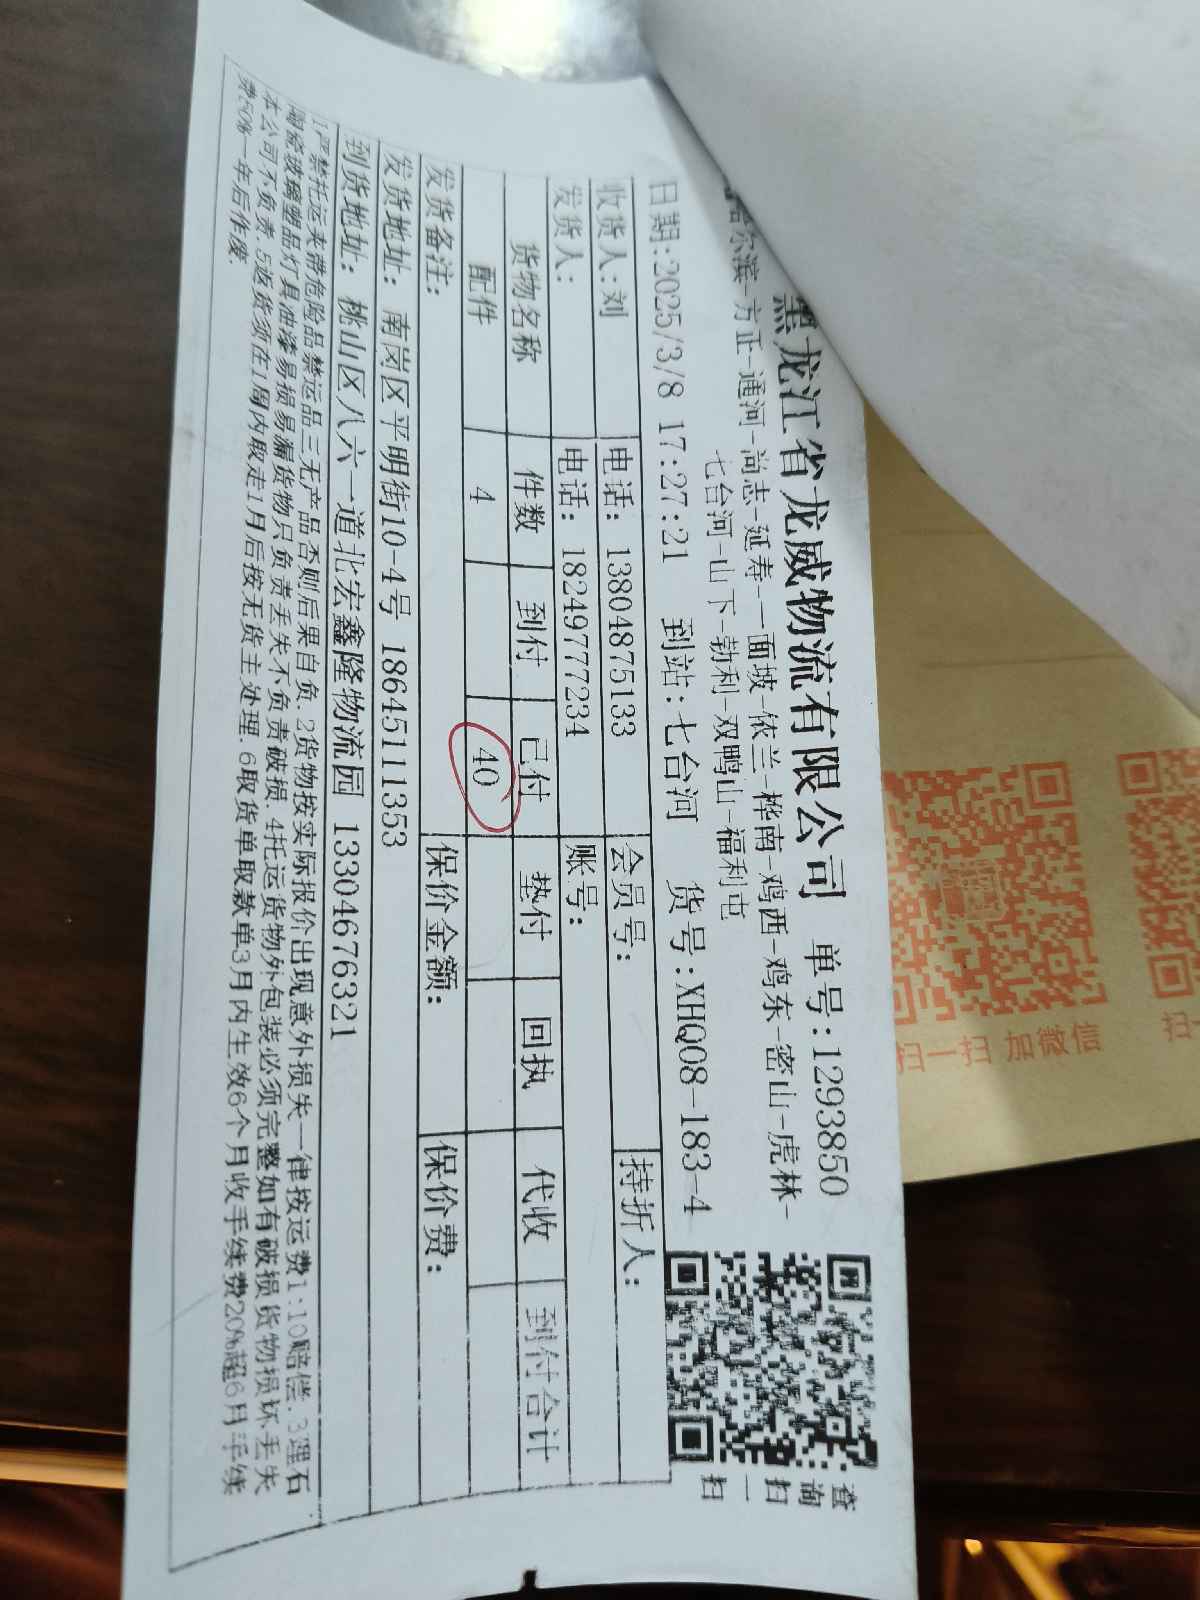 黑龙江省龙威物流有限公司 单号:1293850
哈尔滨-方正-通河-尚志-延寿-一面坡-依兰-桦南-鸡西-鸡东-密山-虎林-
七台河-山下-勃利-双鸭山-福利屯
日期:2025/3/8 17:27:21 到站:七台河 货号:XHQ08-183-4
收货人:刘 电话: 13804875133 会员号: 持折人:
发货人: 电话: 18249777234 账号:
货物名称 件数 到付 已付 垫付 回执 代收 到付合计
配件 4 40
发货备注: 保价金额: 保价费:
发货地址: 南岗区平明街10-4号 18645111353
到货地址: 桃山区八六一道北宏鑫隆物流园 13304676321
1严禁托运夹带危险品禁运品三无产品否则后果自负.2货物按实际报价出现意外损失一律按运费1:10赔偿.3理石
陶瓷玻璃塑品灯具油漆易损易漏货物只负责丢失不负责破损.4托运货物外包装必须完整如有破损货物损坏丢失
本公司不负责.5返货须在1周内取走1月后按无货主处理.6取货单取款单3月内生效6个月收手续费20%超6月手续
费50%一年后作废.
查询扫一扫
扫一扫 加微信
扫